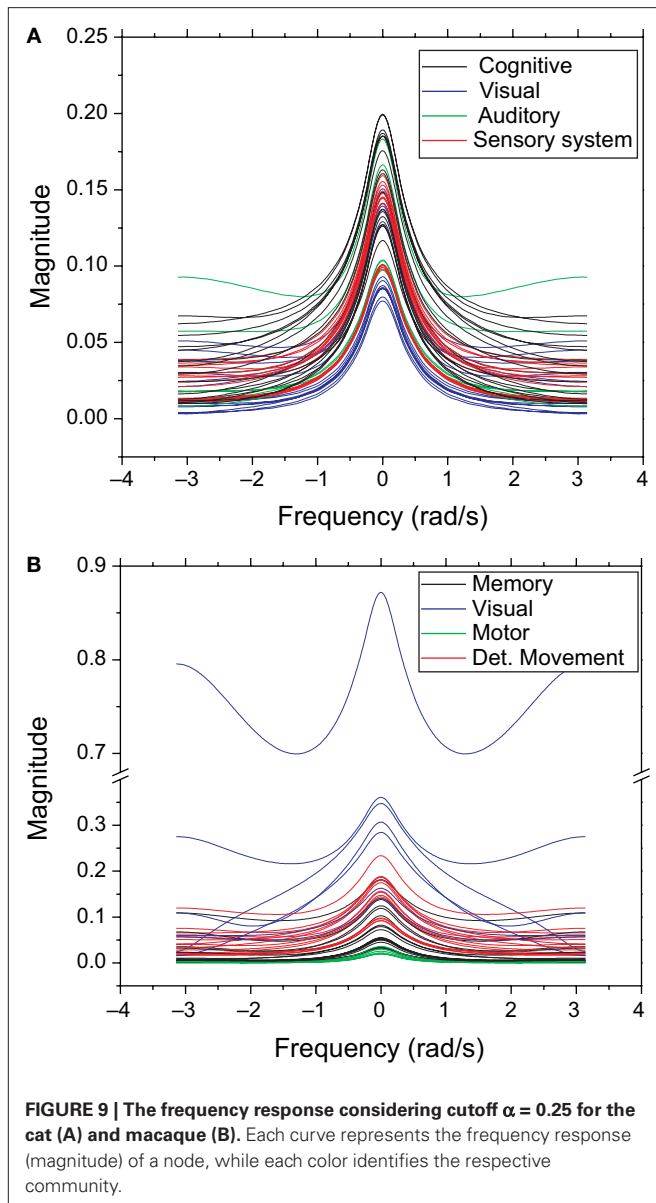 A
0.25
0.20
0.15
0.10
0.05
0.00
Magnitude
Cognitive
Visual
Auditory
Sensory system
–4 –3 –2 –1 0 1 2 3 4
Frequency (rad/s)
B
0.9
0.8
0.7
0.3
0.2
0.1
0.0
Magnitude
Memory
Visual
Motor
Det. Movement
–4 –3 –2 –1 0 1 2 3 4
Frequency (rad/s)
FIGURE 9 | The frequency response considering cutoff α = 0.25 for the
cat (A) and macaque (B). Each curve represents the frequency response
(magnitude) of a node, while each color identifies the respective
community.